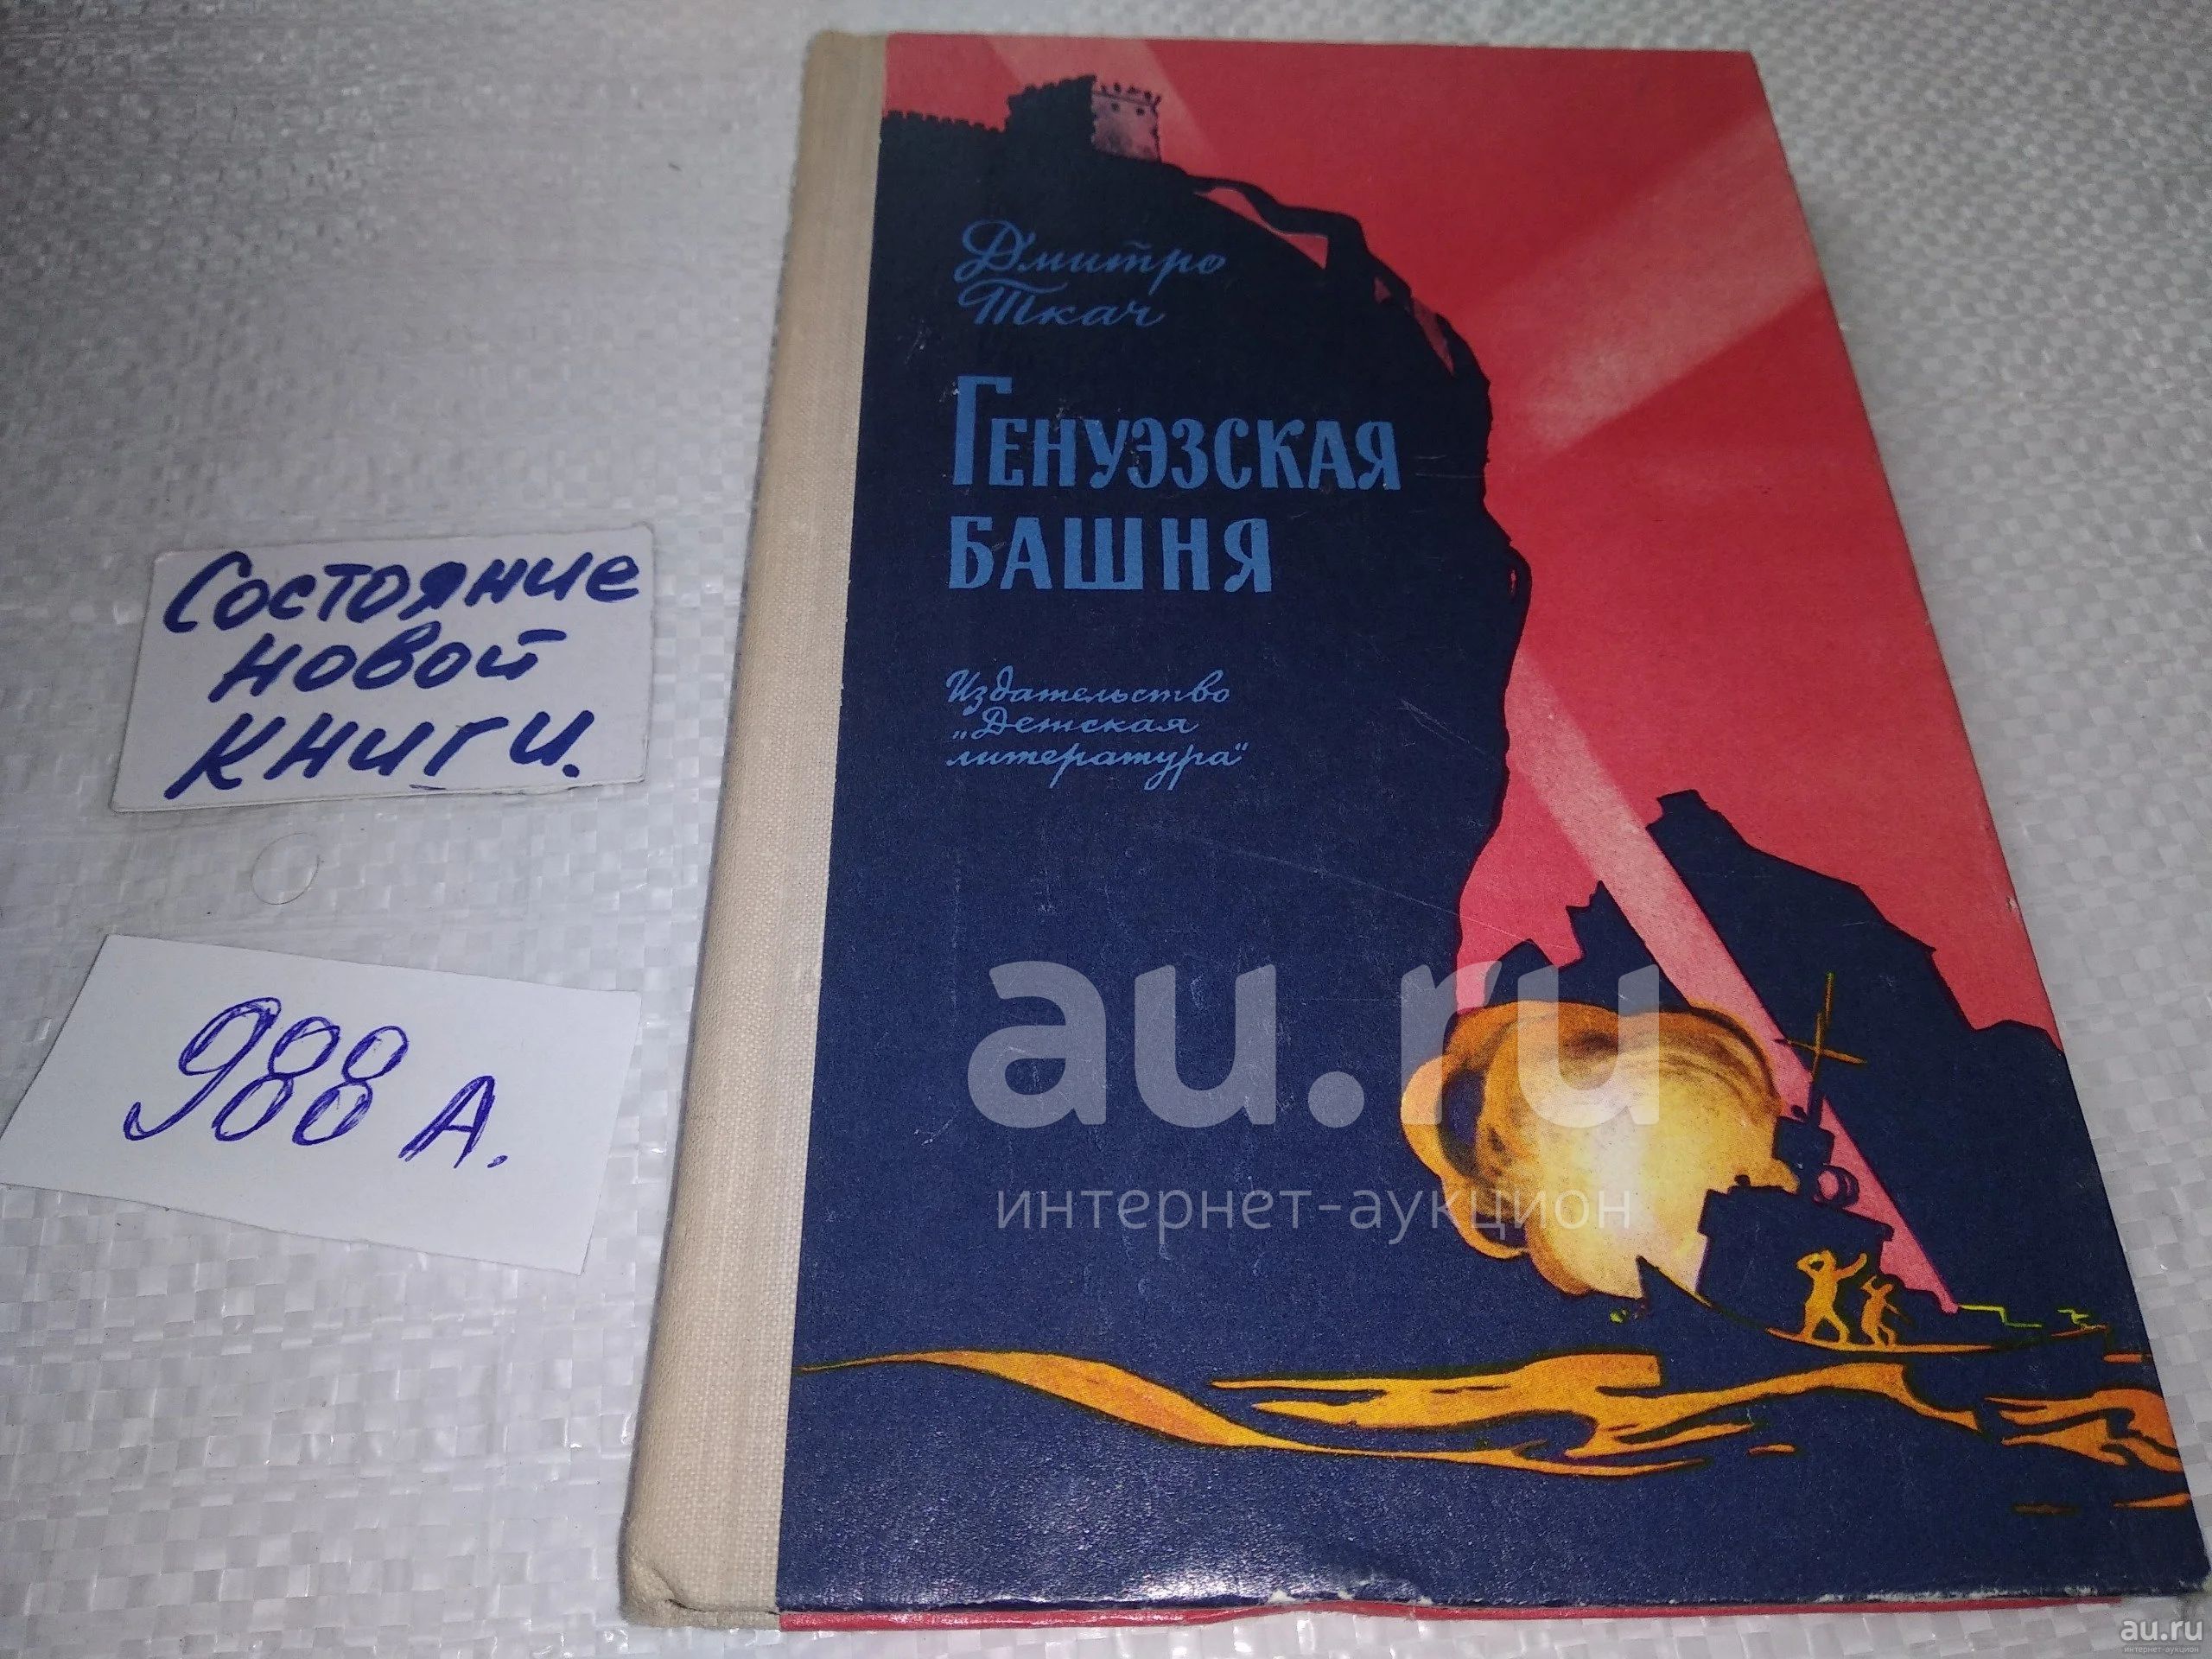 Дмитро
Ткач
Генуэзская
башня
Издательство
„Детская
литература“
Состояние
новой
книги.
988 А.
au.ru
интернет-аукцион
au.ru
интернет-аукцион